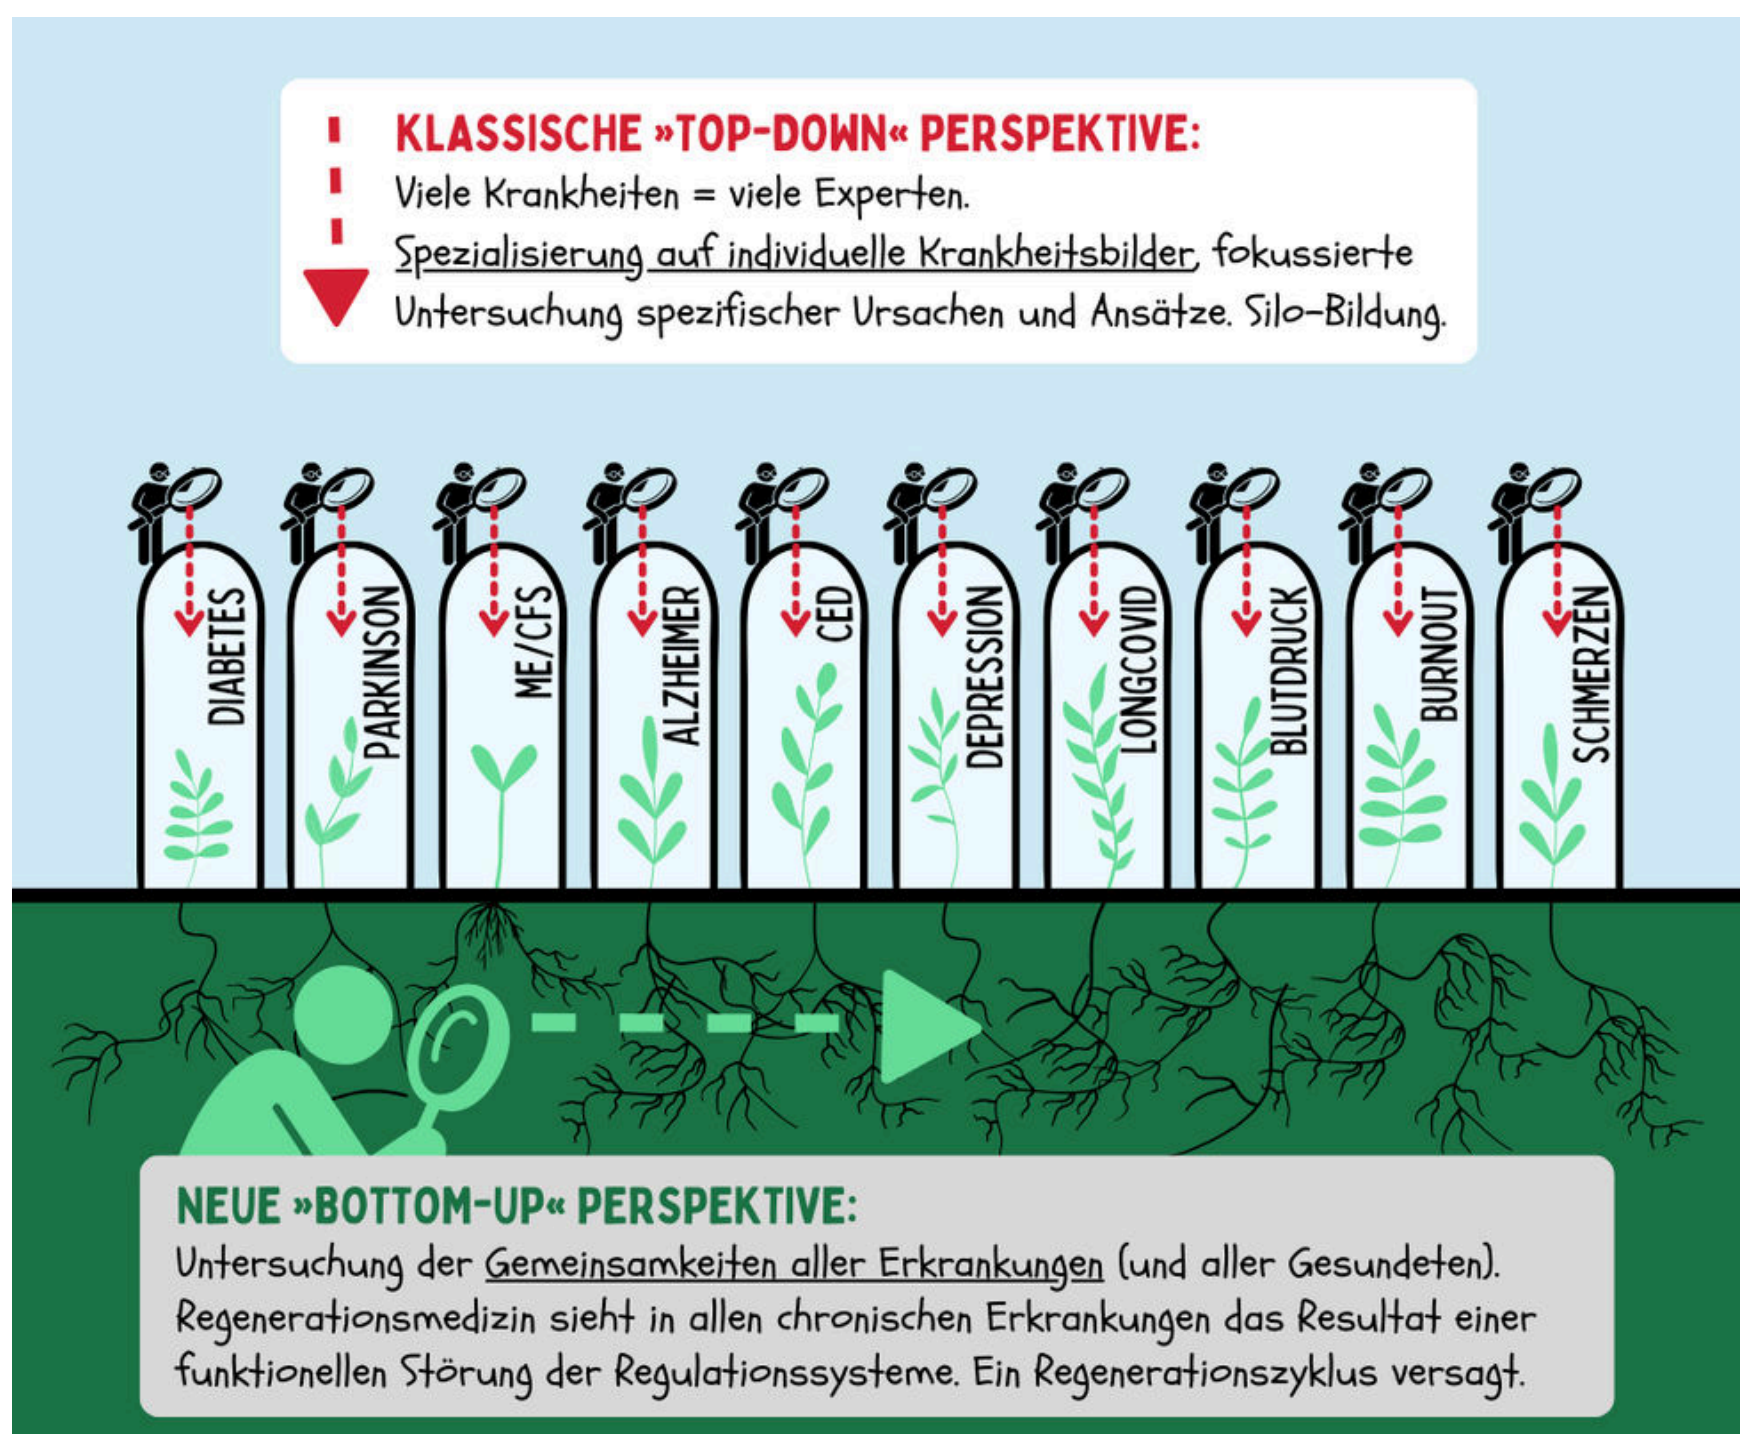 KLASSISCHE »TOP-DOWN« PERSPEKTIVE:
Viele Krankheiten = viele Experten.
Spezialisierung auf individuelle Krankheitsbilder, fokussierte
Untersuchung spezifischer Ursachen und Ansätze. Silo-Bildung.
DIABETES
PARKINSON
ME/CFS
ALZHEIMER
CED
DEPRESSION
LONGCOVID
BLUTDRUCK
BURNOUT
SCHMERZEN
NEUE »BOTTOM-UP« PERSPEKTIVE:
Untersuchung der Gemeinsamkeiten aller Erkrankungen (und aller Gesundeten).
Regenerationsmedizin sieht in allen chronischen Erkrankungen das Resultat einer
funktionellen Störung der Regulationssysteme. Ein Regenerationszyklus versagt.